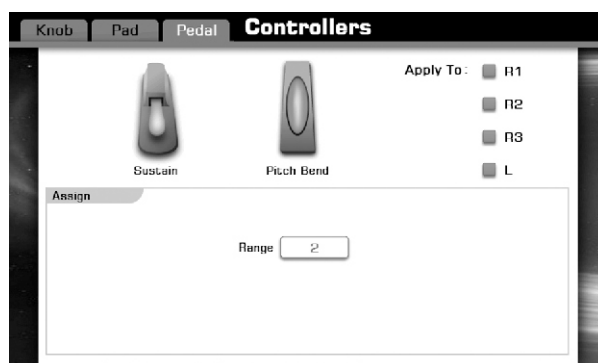 Knob Pad Pedal Controllers
Apply To: R1
R2
R3
L
Sustain Pitch Bend
Assign
Range 2